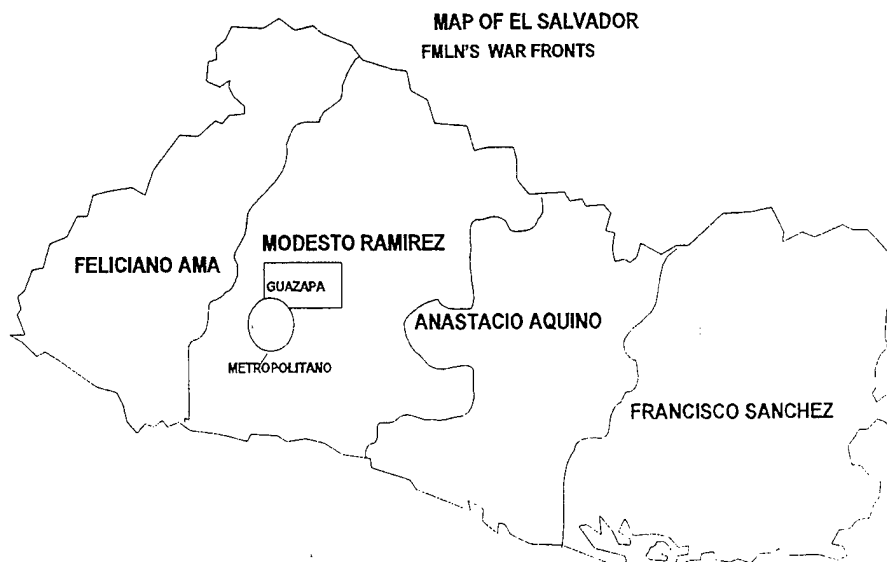 MAP OF EL SALVADOR
FMLN'S WAR FRONTS
MODESTO RAMIREZ
FELICIANO AMA
GUAZAPA
ANASTACIO AQUINO
METROPOLITANO
FRANCISCO SANCHEZ